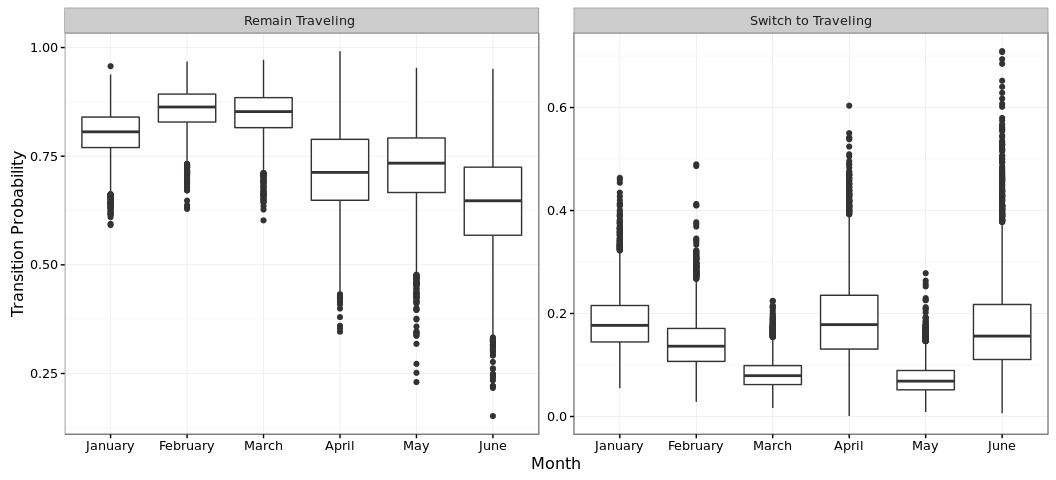 Remain Traveling
Switch to Traveling
Transition Probability
1.00
0.75
0.50
0.25
0.6
0.4
0.2
0.0
January February March April May June
January February March April May June
Month